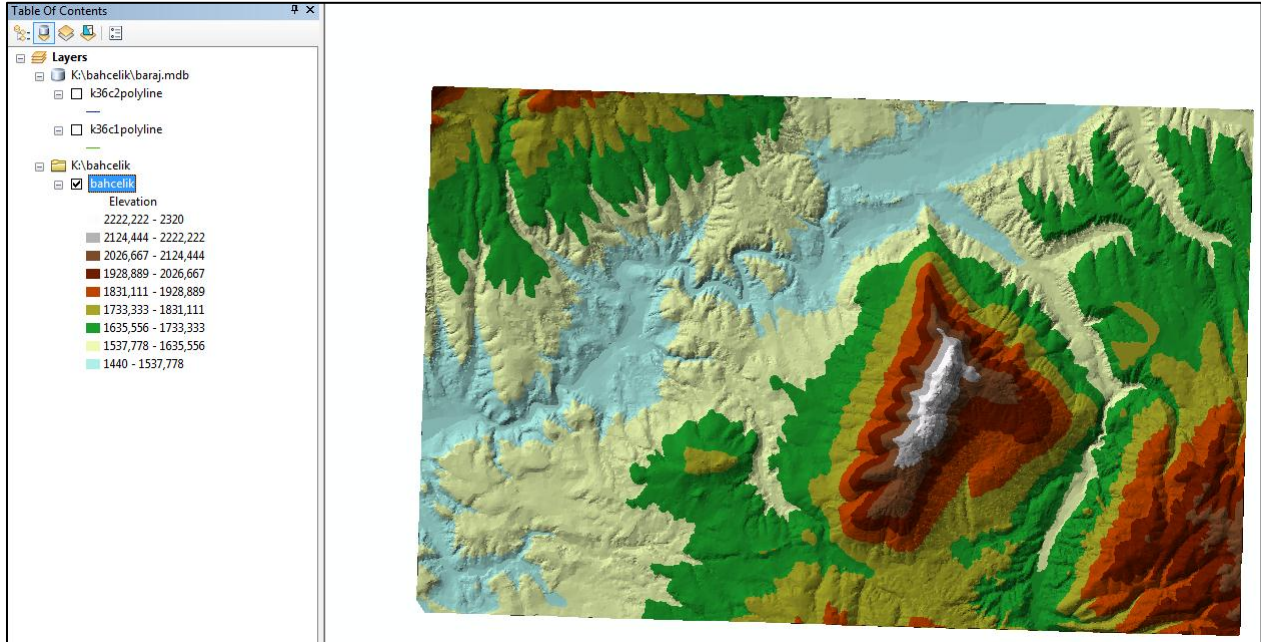 Table Of Contents
Layers
K:\bahcelik\baraj.mdb
k36c2polyline
k36c1polyline
K:\bahcelik
bahcelik
Elevation
2222,222 - 2320
2124,444 - 2222,222
2026,667 - 2124,444
1928,889 - 2026,667
1831,111 - 1928,889
1733,333 - 1831,111
1635,556 - 1733,333
1537,778 - 1635,556
1440 - 1537,778